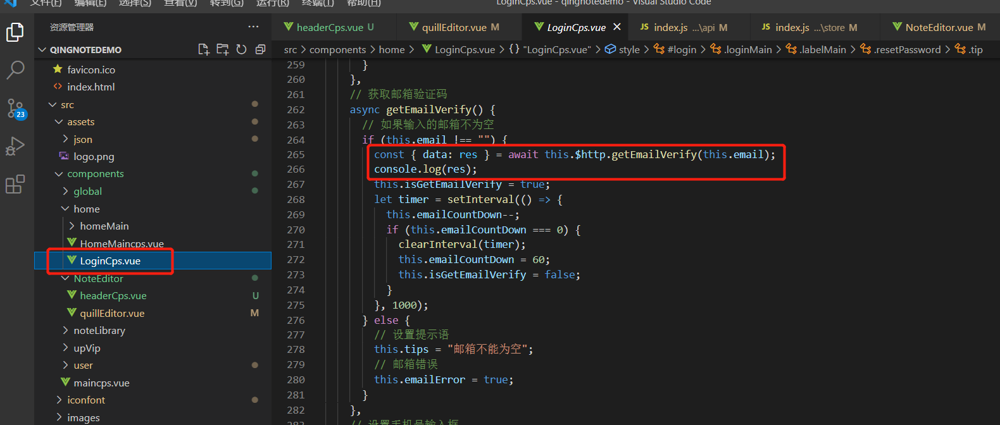 文件(F) 编辑(E) 选择(S) 查看(V) 转到(G) 运行(R) 终端(T) 帮助(H) LoginCps.vue - qingnotedemo - Visual Studio Code
资源管理器 ···
headerCps.vue U quillEditor.vue M LoginCps.vue × JS index.js ...\api M JS index.js ...\store M NoteEditor.vue M
QINGNOTEDEMO
src > components > home > LoginCps.vue > {} "LoginCps.vue" > style > #login > .loginMain > .labelMain > .resetPassword > .tip
23
favicon.ico
<> index.html
src
assets
json
logo.png
components
global
home
homeMain
HomeMaincps.vue
LoginCps.vue
NoteEditor
headerCps.vue U
quillEditor.vue M
noteLibrary
upVip
user
maincps.vue
iconfont
images
259 }
260 },
261 // 获取邮箱验证码
262 async getEmailVerify() {
263 // 如果输入的邮箱不为空
264 if (this.email !== "") {
265 const { data: res } = await this.$http.getEmailVerify(this.email);
266 console.log(res);
267 this.isGetEmailVerify = true;
268 let timer = setInterval(() => {
269 this.emailCountDown--;
270 if (this.emailCountDown === 0) {
271 clearInterval(timer);
272 this.emailCountDown = 60;
273 this.isGetEmailVerify = false;
274 }
275 }, 1000);
276 } else {
277 // 设置提示语
278 this.tips = "邮箱不能为空";
279 // 邮箱错误
280 this.emailError = true;
281 }
282 },
283 // 设置手机号输入框